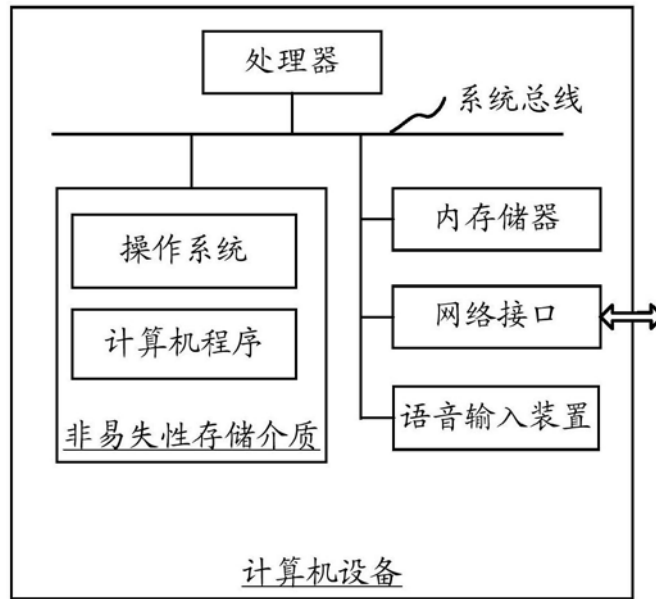 处理器
系统总线
操作系统
计算机程序
非易失性存储介质
内存储器
网络接口
语音输入装置
计算机设备